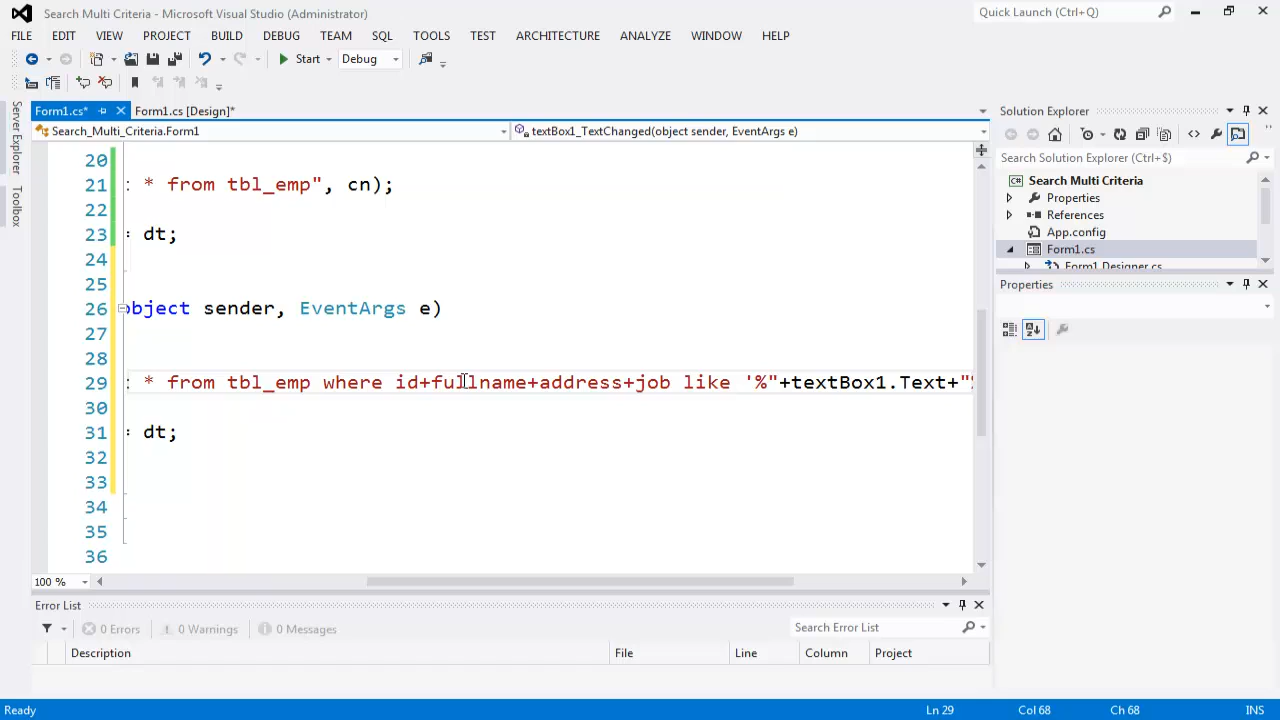 Search Multi Criteria - Microsoft Visual Studio (Administrator)
Quick Launch (Ctrl+Q)
FILE EDIT VIEW PROJECT BUILD DEBUG TEAM SQL TOOLS TEST ARCHITECTURE ANALYZE WINDOW HELP
Start Debug
Server Explorer
Toolbox
Form1.cs* Form1.cs [Design]*
Search_Multi_Criteria.Form1 textBox1_TextChanged(object sender, EventArgs e)
20
21 * from tbl_emp", cn);
22
23 dt;
24
25
26 object sender, EventArgs e)
27
28
29 * from tbl_emp where id+fullname+address+job like '%"+textBox1.Text+"%
30
31 dt;
32
33
34
35
36
100 %
Error List
0 Errors 0 Warnings 0 Messages
Search Error List
Description File Line Column Project
Solution Explorer
Search Solution Explorer (Ctrl+$)
Search Multi Criteria
Properties
References
App.config
Form1.cs
Form1.Designer.cs
Properties
Ready Ln 29 Col 68 Ch 68 INS